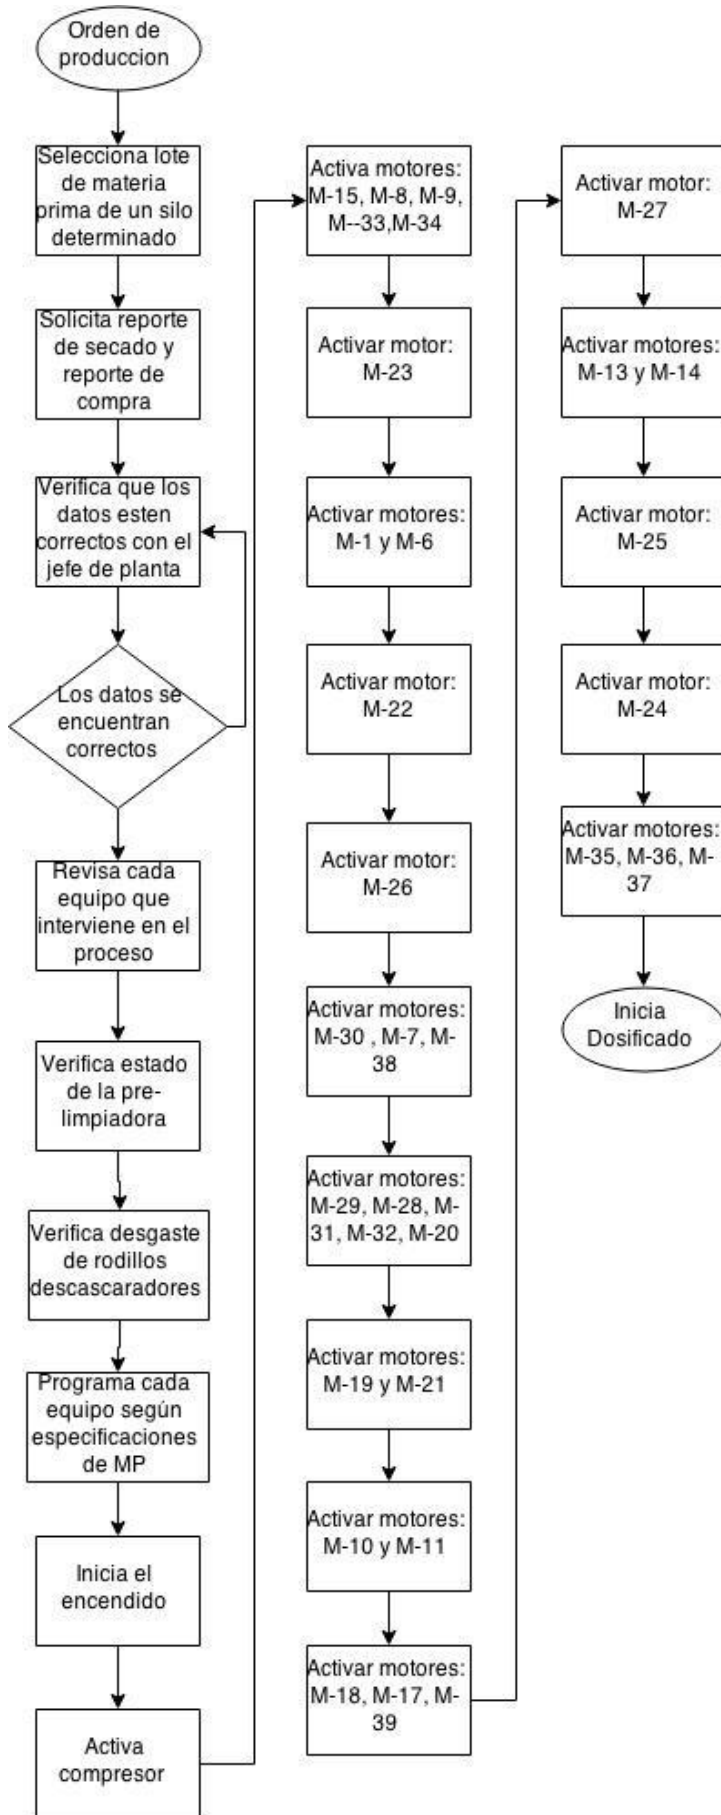 Orden de
produccion
Selecciona lote
de materia
prima de un silo
determinado
Solicita reporte
de secado y
reporte de
compra
Verifica que los
datos esten
correctos con el
jefe de planta
Los datos se
encuentran
correctos
Revisa cada
equipo que
interviene en el
proceso
Verifica estado
de la pre-
limpiadora
Verifica desgaste
de rodillos
descascaradores
Programa cada
equipo según
especificaciones
de MP
Inicia el
encendido
Activa
compresor
Activa motores:
M-15, M-8, M-9,
M--33,M-34
Activar motor:
M-23
Activar motores:
M-1 y M-6
Activar motor:
M-22
Activar motor:
M-26
Activar motores:
M-30 , M-7, M-
38
Activar motores:
M-29, M-28, M-
31, M-32, M-20
Activar motores:
M-19 y M-21
Activar motores:
M-10 y M-11
Activar motores:
M-18, M-17, M-
39
Activar motor:
M-27
Activar motores:
M-13 y M-14
Activar motor:
M-25
Activar motor:
M-24
Activar motores:
M-35, M-36, M-
37
Inicia
Dosificado